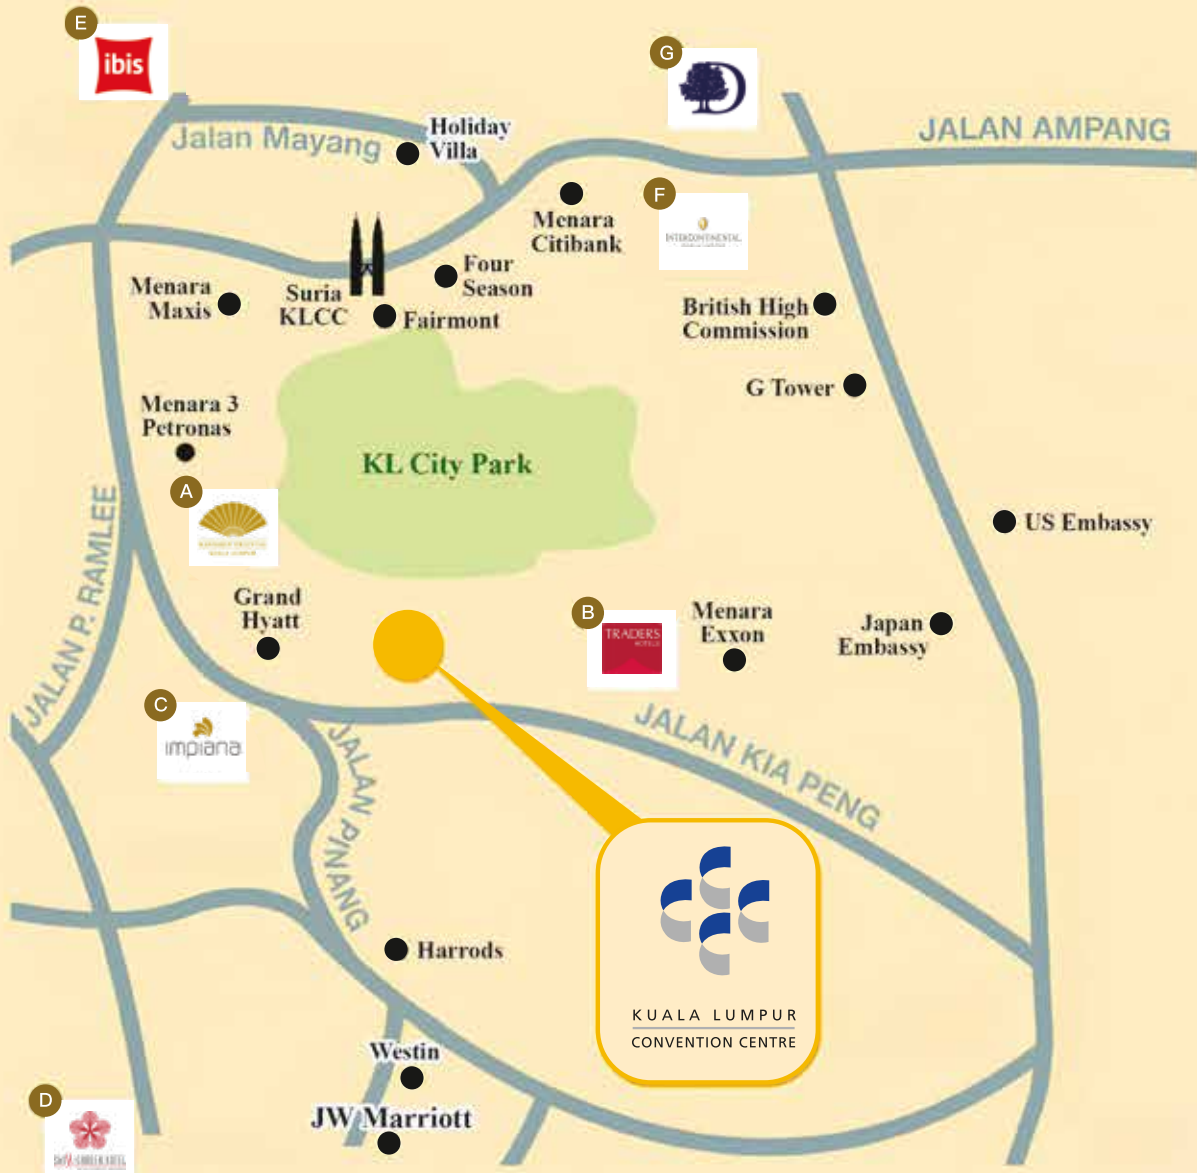 E
ibis
G
JALAN AMPANG
Jalan Mayang
Holiday
Villa
F
INTERCONTINENTAL
Menara
Citibank
Four
Season
Menara
Maxis
Suria
KLCC
Fairmont
British High
Commission
G Tower
Menara 3
Petronas
KL City Park
A
JALAN P. RAMLEE
US Embassy
Grand
Hyatt
B
TRADERS
HOTELS
Menara
Exxon
Japan
Embassy
C
impiana
JALAN PINANG
JALAN KIA PENG
Harrods
KUALA LUMPUR
CONVENTION CENTRE
Westin
JW Marriott
D